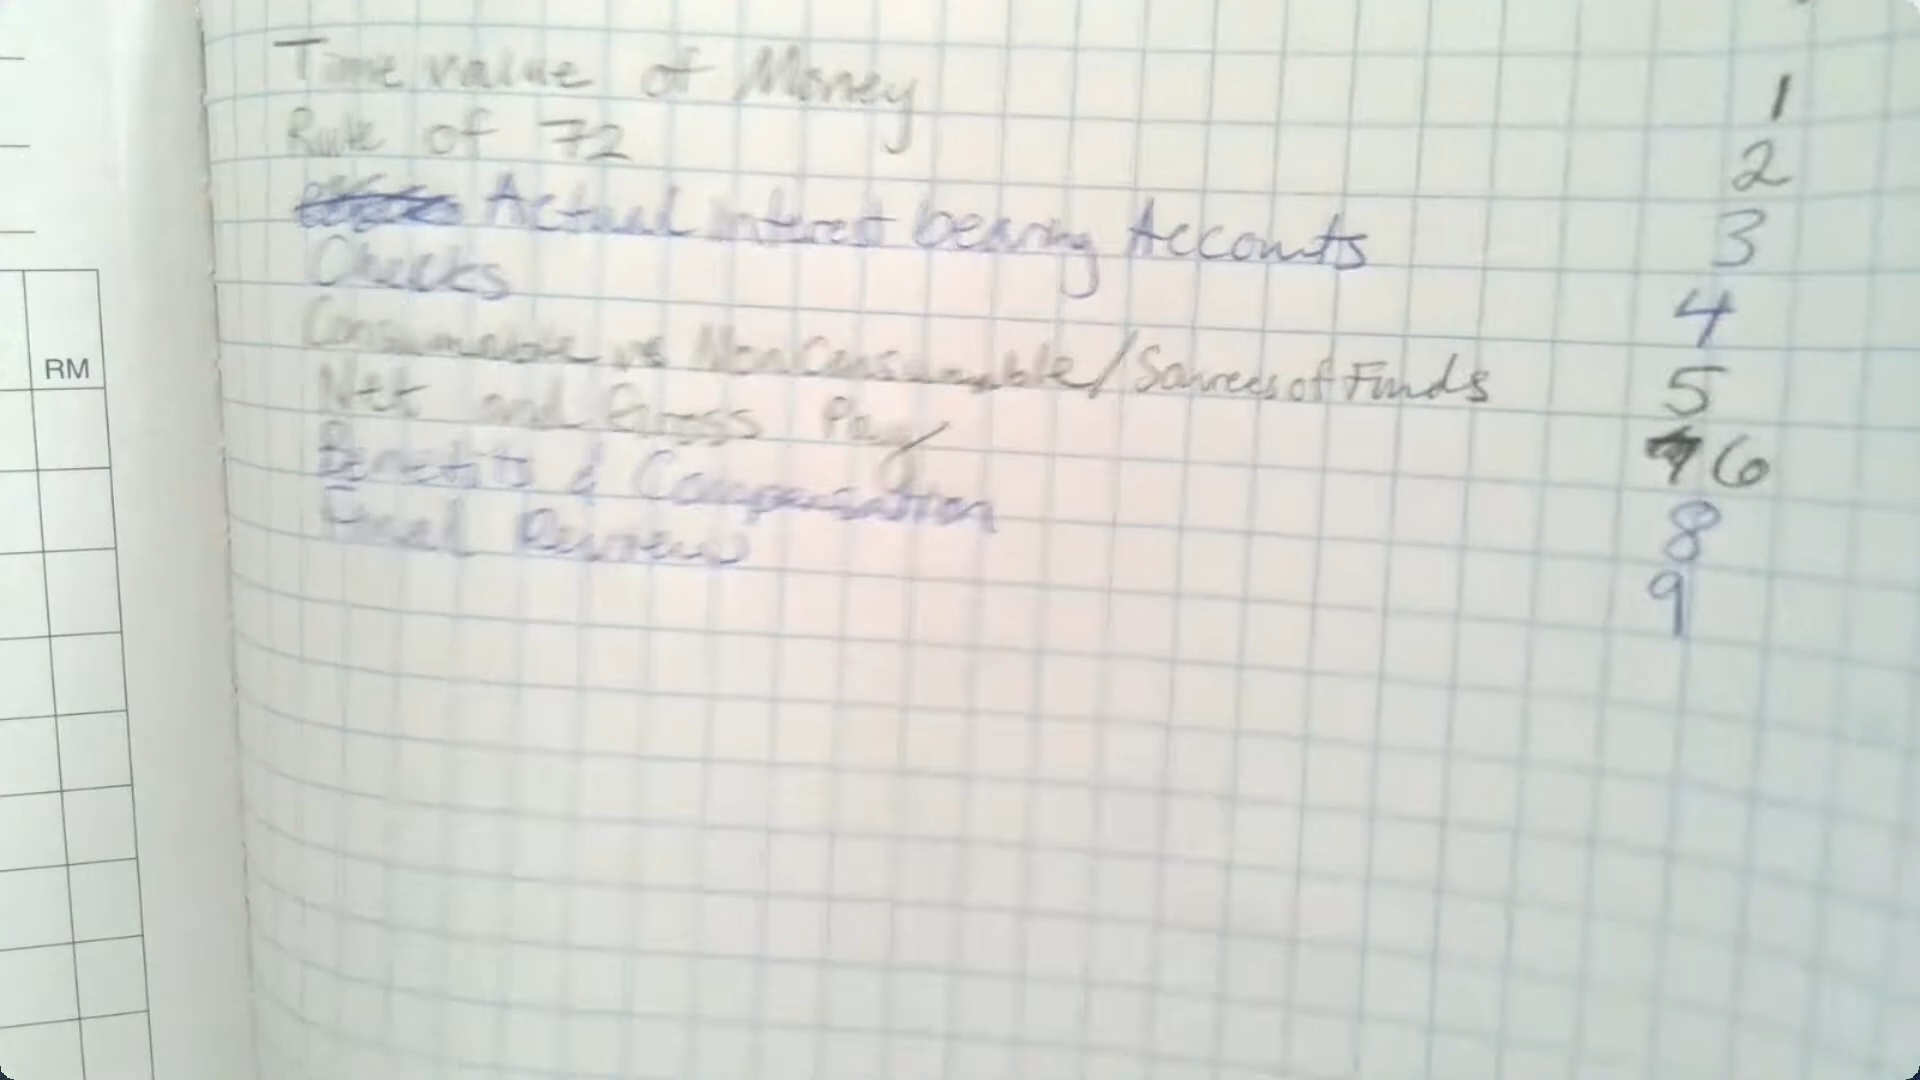 Time value of Money 1
Rule of 72 2
Actual interest bearing Accounts 3
Checks 4
Consumable vs NonConsumable/Sources of Funds 5
Net and Gross Pay 6
Benefits & Compensation 8
Final Review 9
RM